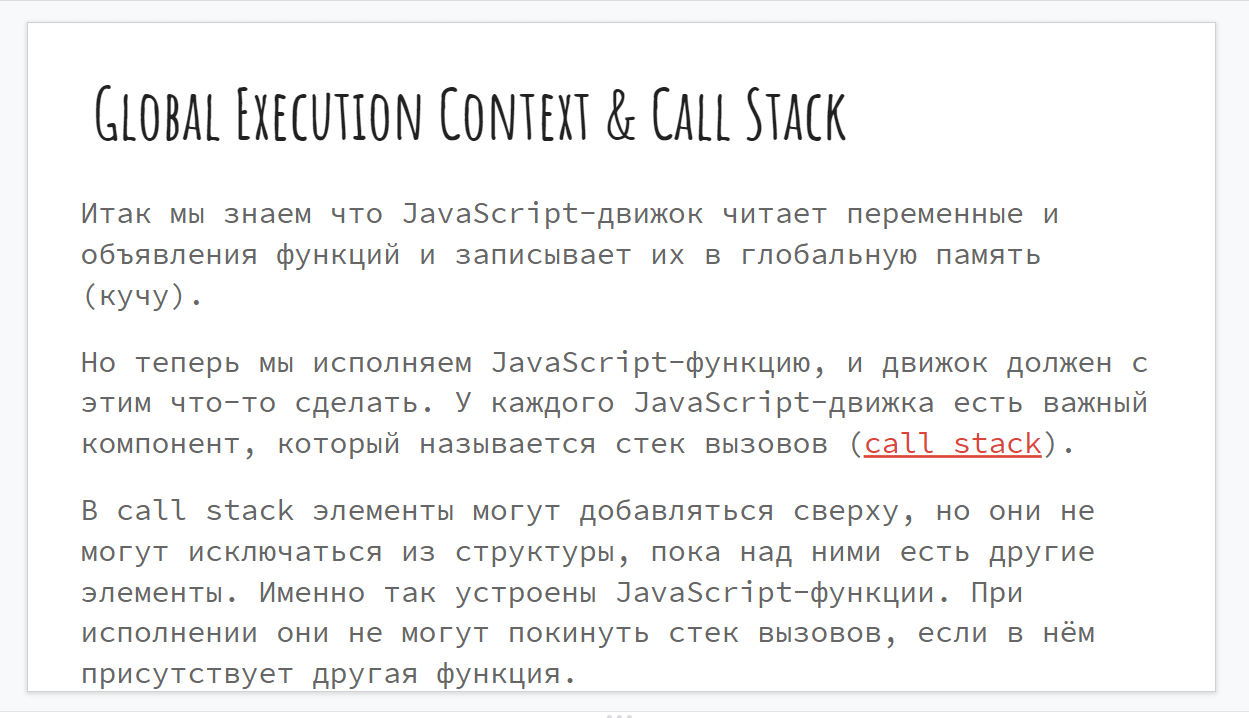 Global Execution Context & Call Stack
Итак мы знаем что JavaScript-движок читает переменные и
объявления функций и записывает их в глобальную память
(кучу).
Но теперь мы исполняем JavaScript-функцию, и движок должен с
этим что-то сделать. У каждого JavaScript-движка есть важный
компонент, который называется стек вызовов (call stack).
В call stack элементы могут добавляться сверху, но они не
могут исключаться из структуры, пока над ними есть другие
элементы. Именно так устроены JavaScript-функции. При
исполнении они не могут покинуть стек вызовов, если в нём
присутствует другая функция.